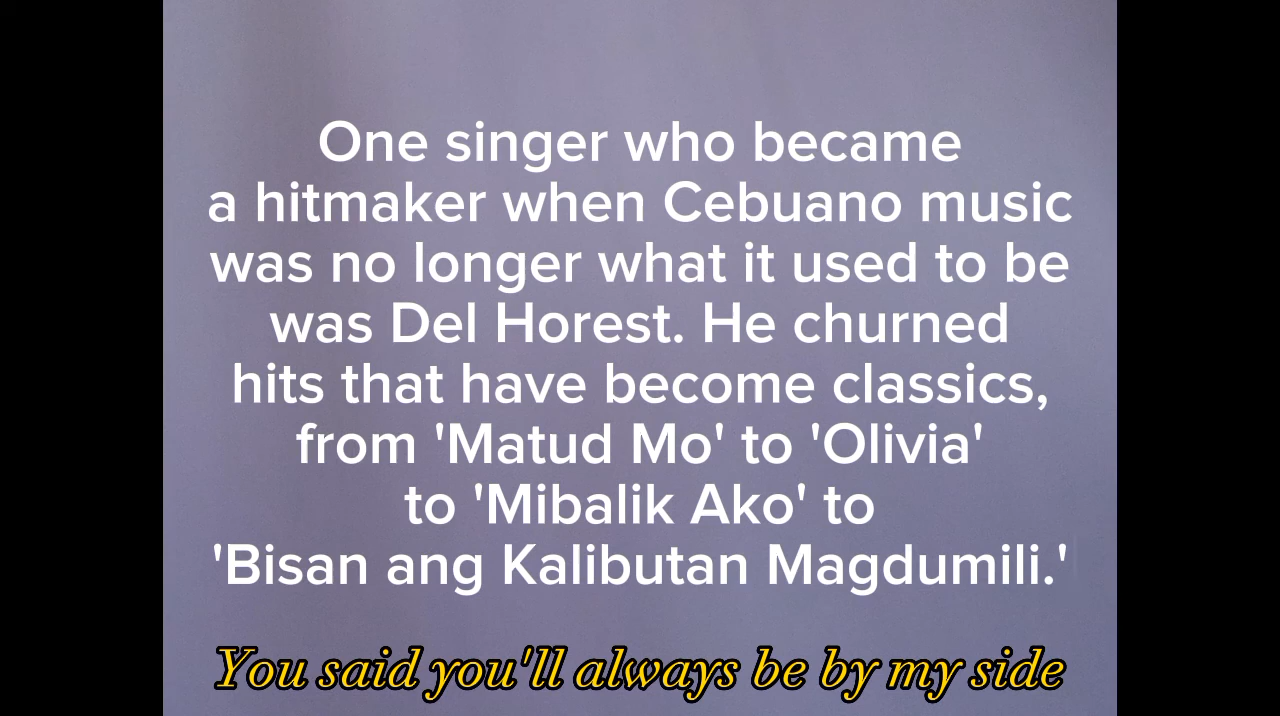 One singer who became
a hitmaker when Cebuano music
was no longer what it used to be
was Del Horest. He churned
hits that have become classics,
from 'Matud Mo' to 'Olivia'
to 'Mibalik Ako' to
'Bisan ang Kalibutan Magdumili.'
You said you'll always be by my side